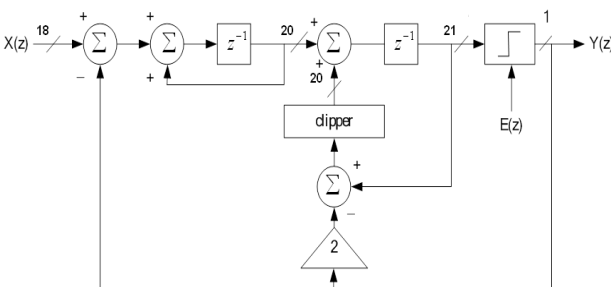 X(z) 18 + Σ + Σ z⁻¹ 20 + Σ z⁻¹ 21 1 Y(z)
− + + 20
clipper E(z)
Σ +
−
2